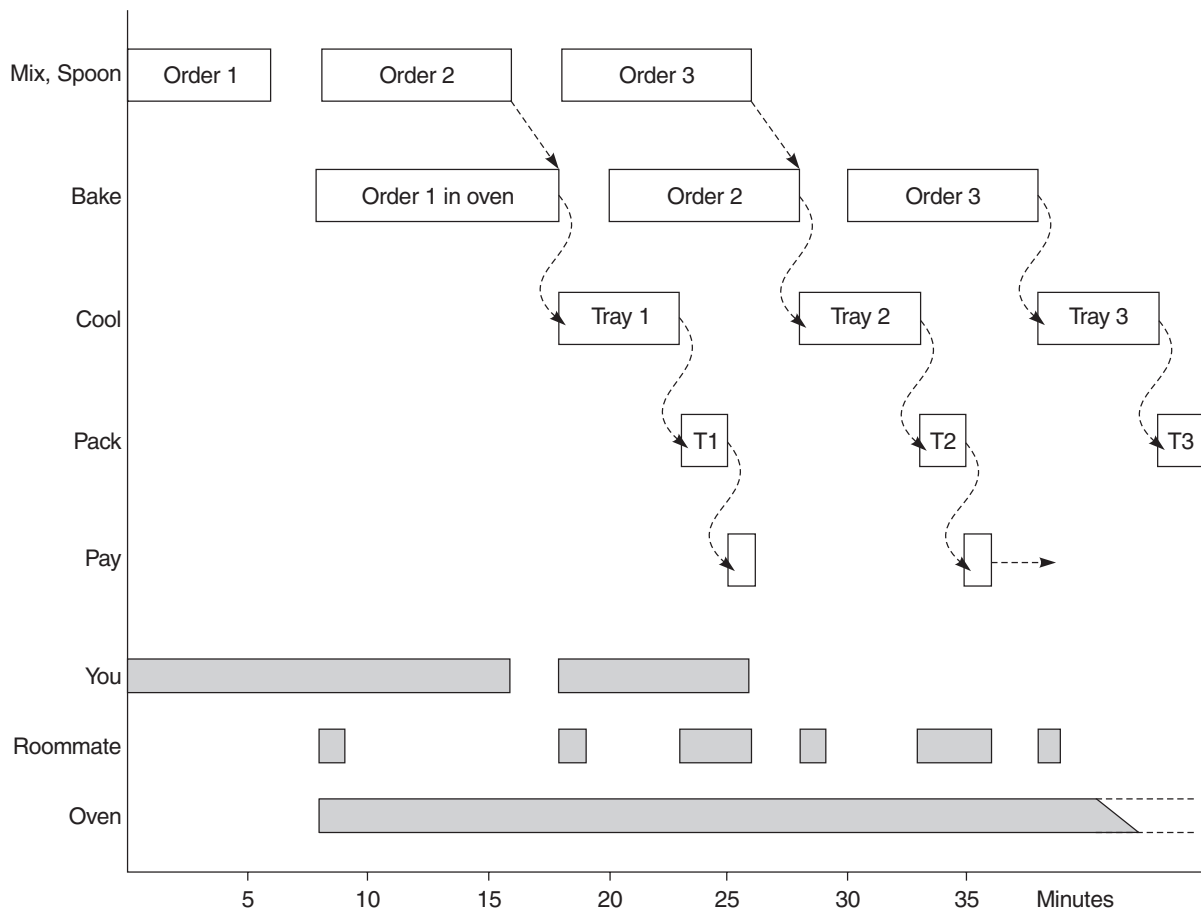 Mix, Spoon Order 1 Order 2 Order 3
Bake Order 1 in oven Order 2 Order 3
Cool Tray 1 Tray 2 Tray 3
Pack T1 T2 T3
Pay
You
Roommate
Oven
5 10 15 20 25 30 35 Minutes